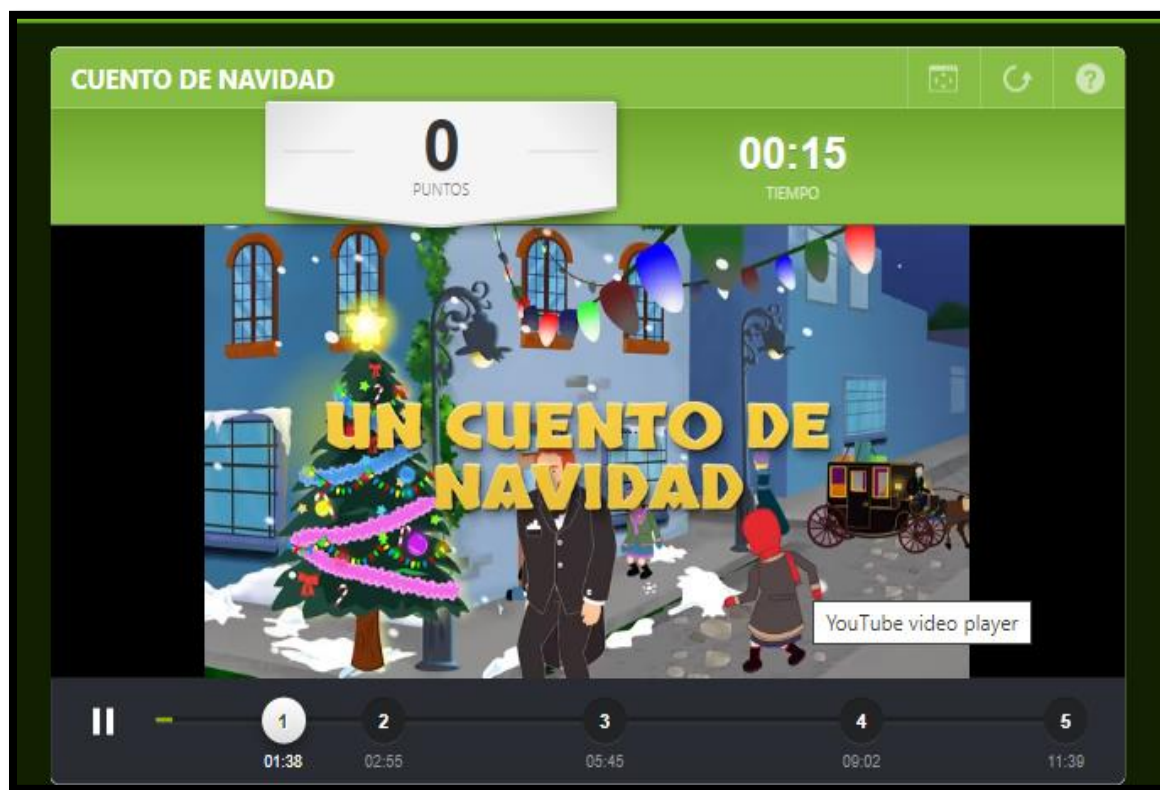 CUENTO DE NAVIDAD
?
0
PUNTOS
00:15
TIEMPO
UN CUENTO DE
NAVIDAD
YouTube video player
1
2
3
4
5
01:38
02:55
05:45
09:02
11:39